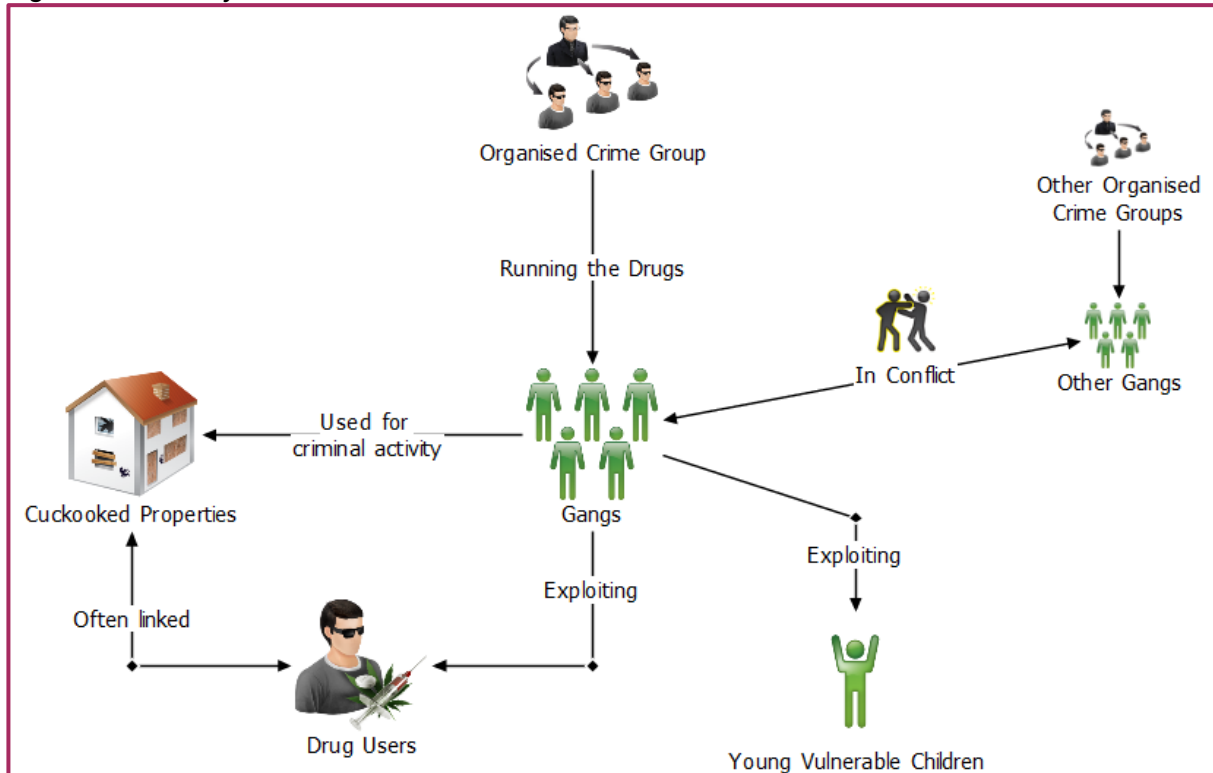 Organised Crime Group
Other Organised
Crime Groups
Running the Drugs
In Conflict
Other Gangs
Used for
criminal activity
Cuckooked Properties
Gangs
Exploiting
Exploiting
Often linked
Drug Users
Young Vulnerable Children